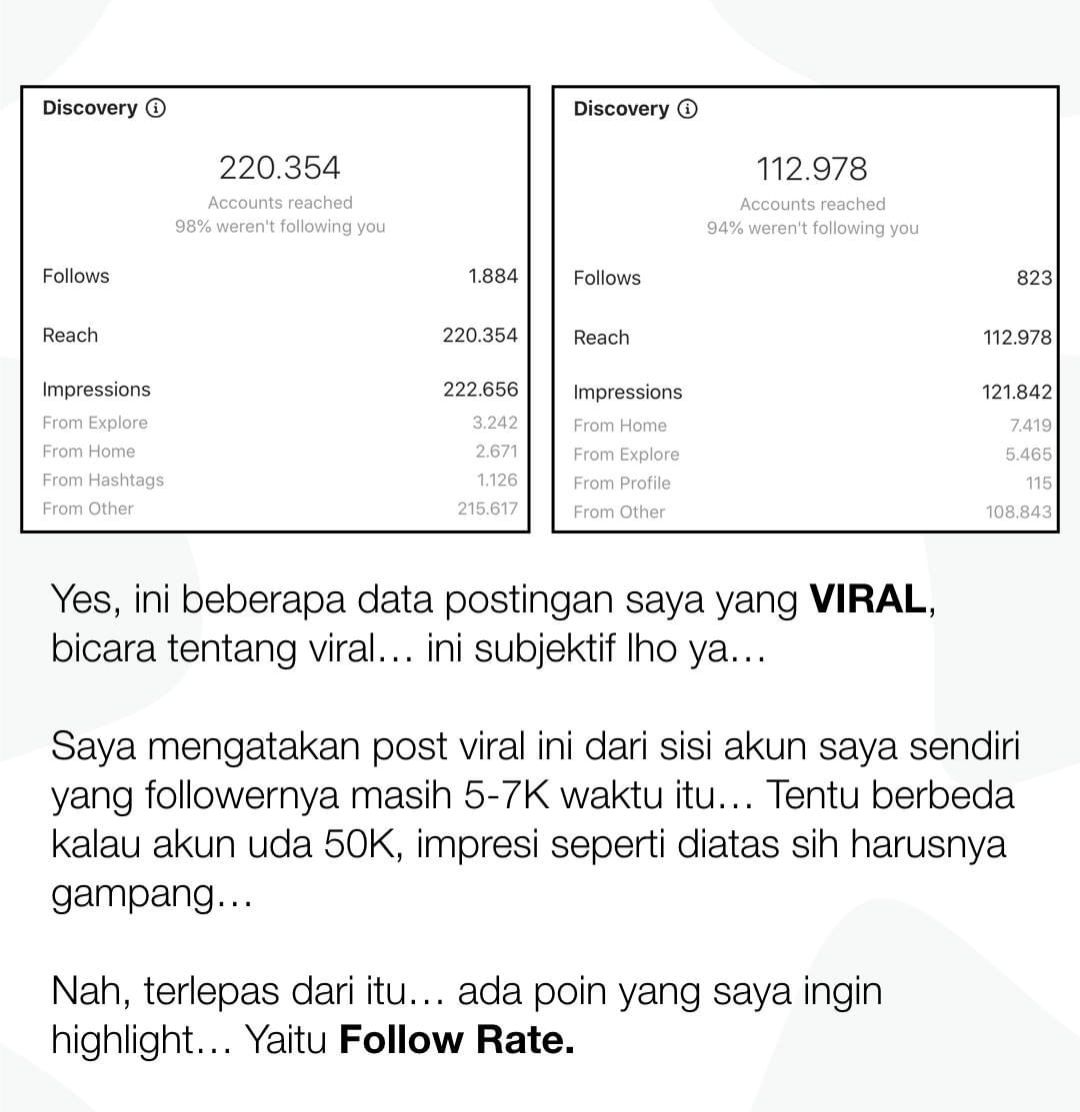 Discovery
220.354
Accounts reached
98% weren't following you
Follows 1.884
Reach 220.354
Impressions 222.656
From Explore 3.242
From Home 2.671
From Hashtags 1.126
From Other 215.617
Discovery
112.978
Accounts reached
94% weren't following you
Follows 823
Reach 112.978
Impressions 121.842
From Home 7.419
From Explore 5.465
From Profile 115
From Other 108.843
Yes, ini beberapa data postingan saya yang VIRAL,
bicara tentang viral... ini subjektif lho ya...
Saya mengatakan post viral ini dari sisi akun saya sendiri
yang followernya masih 5-7K waktu itu... Tentu berbeda
kalau akun uda 50K, impresi seperti diatas sih harusnya
gampang...
Nah, terlepas dari itu... ada poin yang saya ingin
highlight... Yaitu Follow Rate.